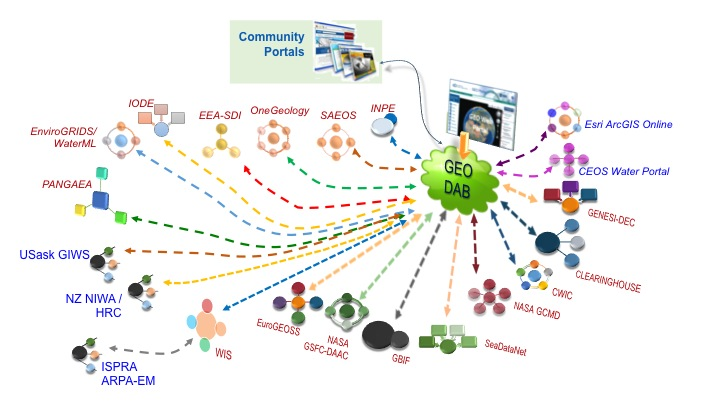 Community
Portals
IODE
EEA-SDI
OneGeology
SAEOS
INPE
EnviroGRIDS/
WaterML
Esri ArcGIS Online
CEOS Water Portal
GEO
DAB
PANGAEA
GENESI-DEC
USask GIWS
CLEARINGHOUSE
NZ NIWA /
HRC
CWIC
NASA GCMD
EuroGEOSS
NASA
GSFC-DAAC
GBIF
SeaDataNet
WIS
ISPRA
ARPA-EM